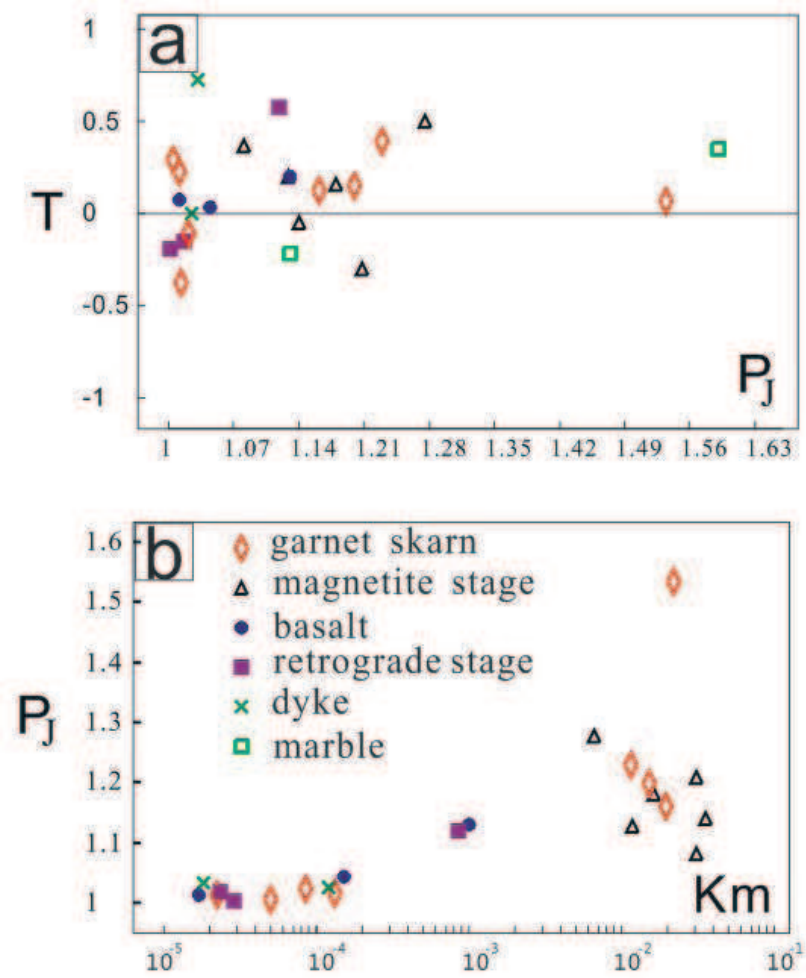 a
1
0.5
T
0
-0.5
-1
P_J
1 1.07 1.14 1.21 1.28 1.35 1.42 1.49 1.56 1.63
b
1.6
garnet skarn
magnetite stage
1.5
basalt
1.4
retrograde stage
P_J
1.3
dyke
marble
1.2
1.1
1
Km
10^-5 10^-4 10^-3 10^-2 10^-1